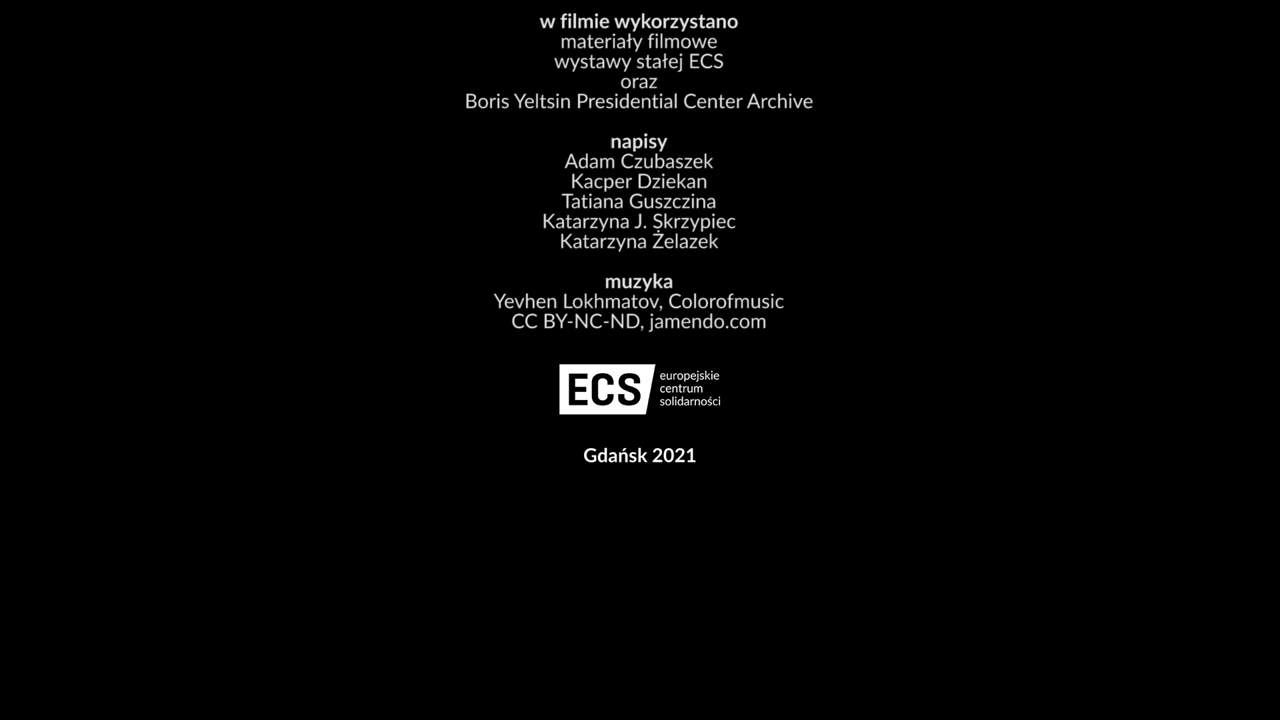 w filmie wykorzystano
materiały filmowe
wystawy stałej ECS
oraz
Boris Yeltsin Presidential Center Archive
napisy
Adam Czubaszek
Kacper Dziekan
Tatiana Guszczina
Katarzyna J. Skrzypiec
Katarzyna Żelazek
muzyka
Yevhen Lokhmatov, Colorofmusic
CC BY-NC-ND, jamendo.com
ECS
europejskie
centrum
solidarności
Gdańsk 2021